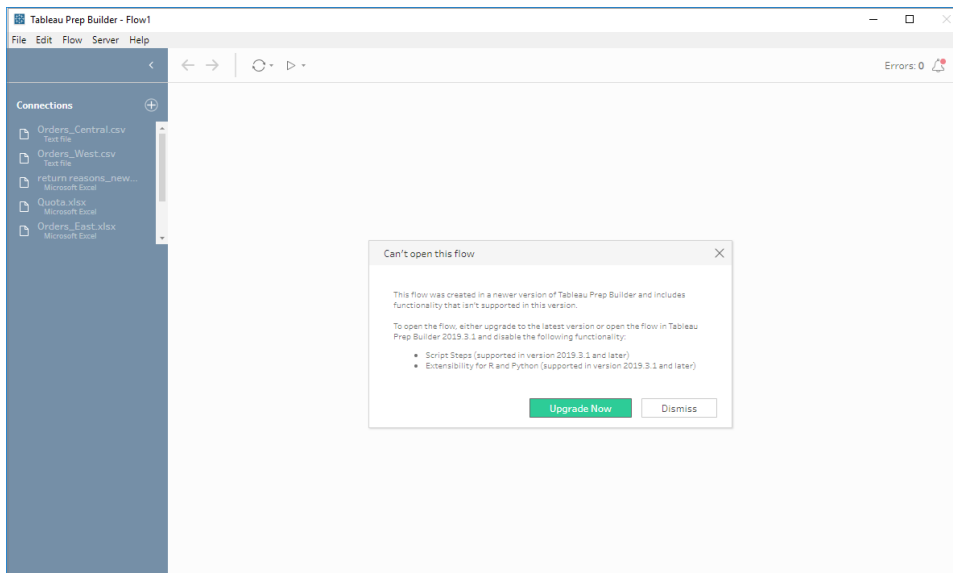 Tableau Prep Builder - Flow1
File Edit Flow Server Help
Errors: 0
Connections
Orders_Central.csv
Text file
Orders_West.csv
Text file
return reasons_new...
Microsoft Excel
Quota.xlsx
Microsoft Excel
Orders_East.xlsx
Microsoft Excel
Can't open this flow
This flow was created in a newer version of Tableau Prep Builder and includes
functionality that isn't supported in this version.
To open the flow, either upgrade to the latest version or open the flow in Tableau
Prep Builder 2019.3.1 and disable the following functionality:
• Script Steps (supported in version 2019.3.1 and later)
• Extensibility for R and Python (supported in version 2019.3.1 and later)
Upgrade Now Dismiss